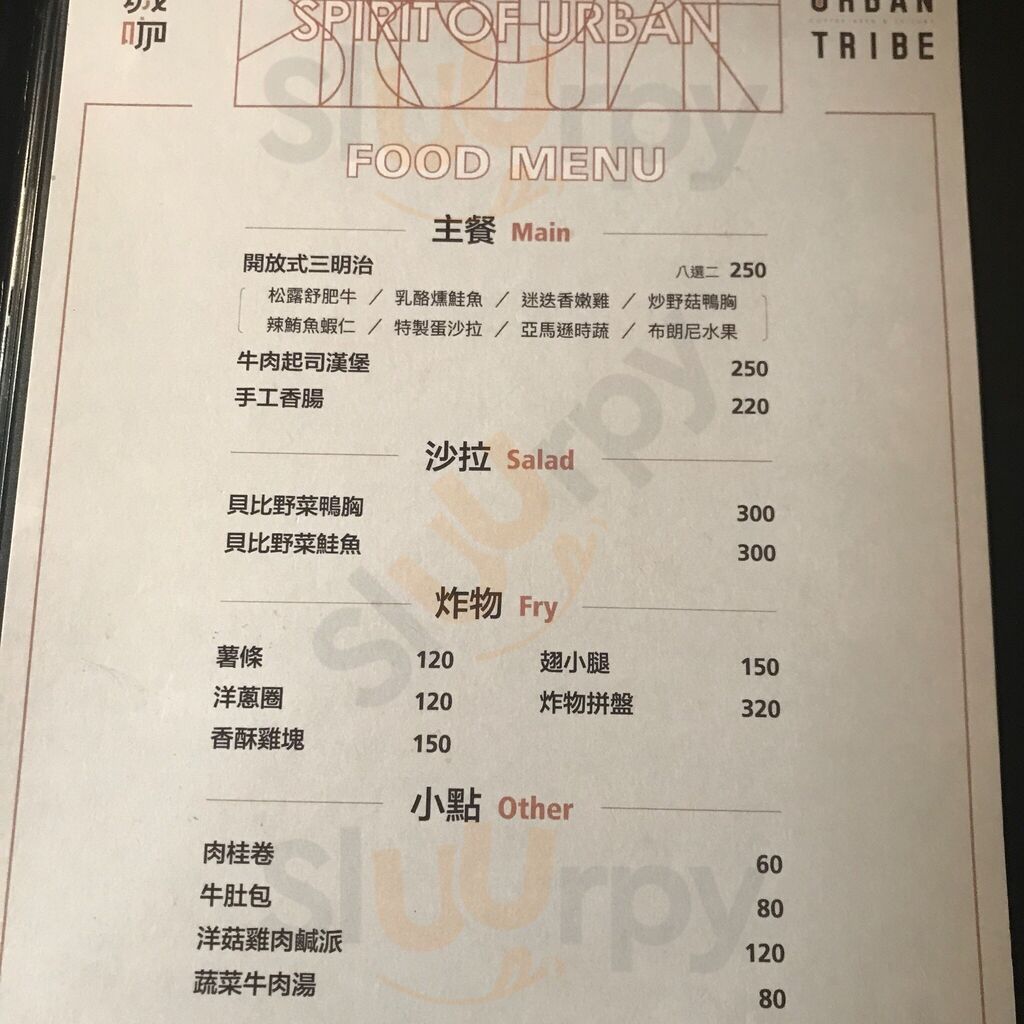 城
咖
SPIRIT OF URBAN
URBAN
TRIBE
FOOD MENU
主餐 Main
開放式三明治 八選二 250
松露舒肥牛 / 乳酪燻鮭魚 / 迷迭香嫩雞 / 炒野菇鴨胸
辣鮪魚蝦仁 / 特製蛋沙拉 / 亞馬遜時蔬 / 布朗尼水果
牛肉起司漢堡 250
手工香腸 220
沙拉 Salad
貝比野菜鴨胸 300
貝比野菜鮭魚 300
炸物 Fry
薯條 120 翅小腿 150
洋蔥圈 120 炸物拼盤 320
香酥雞塊 150
小點 Other
肉桂卷 60
牛肚包 80
洋菇雞肉鹹派 120
蔬菜牛肉湯 80
Sluurpy
Sluurpy
Sluurpy